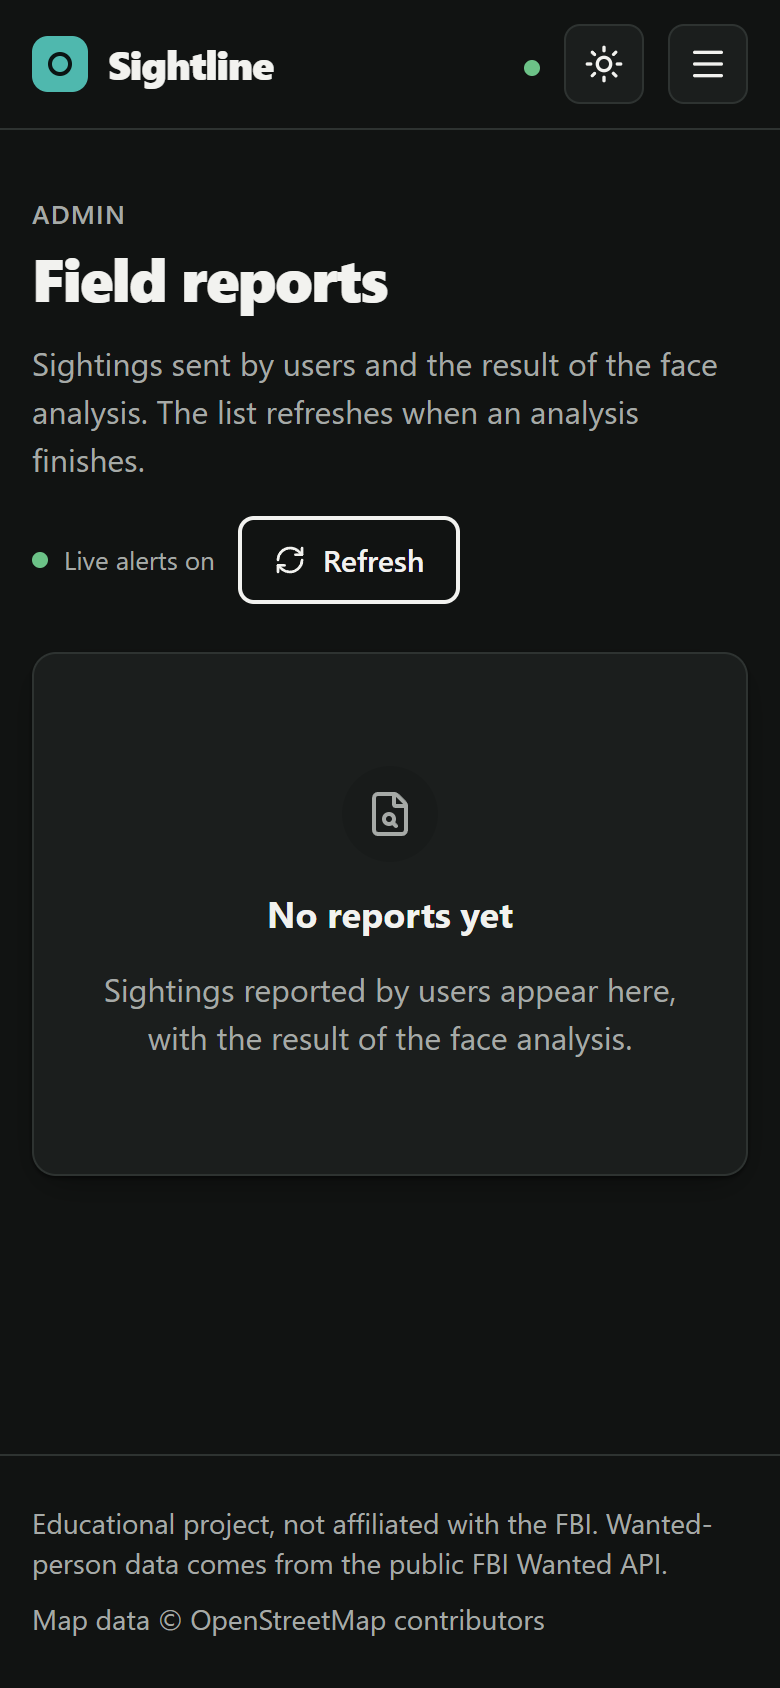 Sightline
ADMIN
Field reports
Sightings sent by users and the result of the face
analysis. The list refreshes when an analysis
finishes.
Live alerts on
Refresh
No reports yet
Sightings reported by users appear here,
with the result of the face analysis.
Educational project, not affiliated with the FBI. Wanted-
person data comes from the public FBI Wanted API.
Map data © OpenStreetMap contributors